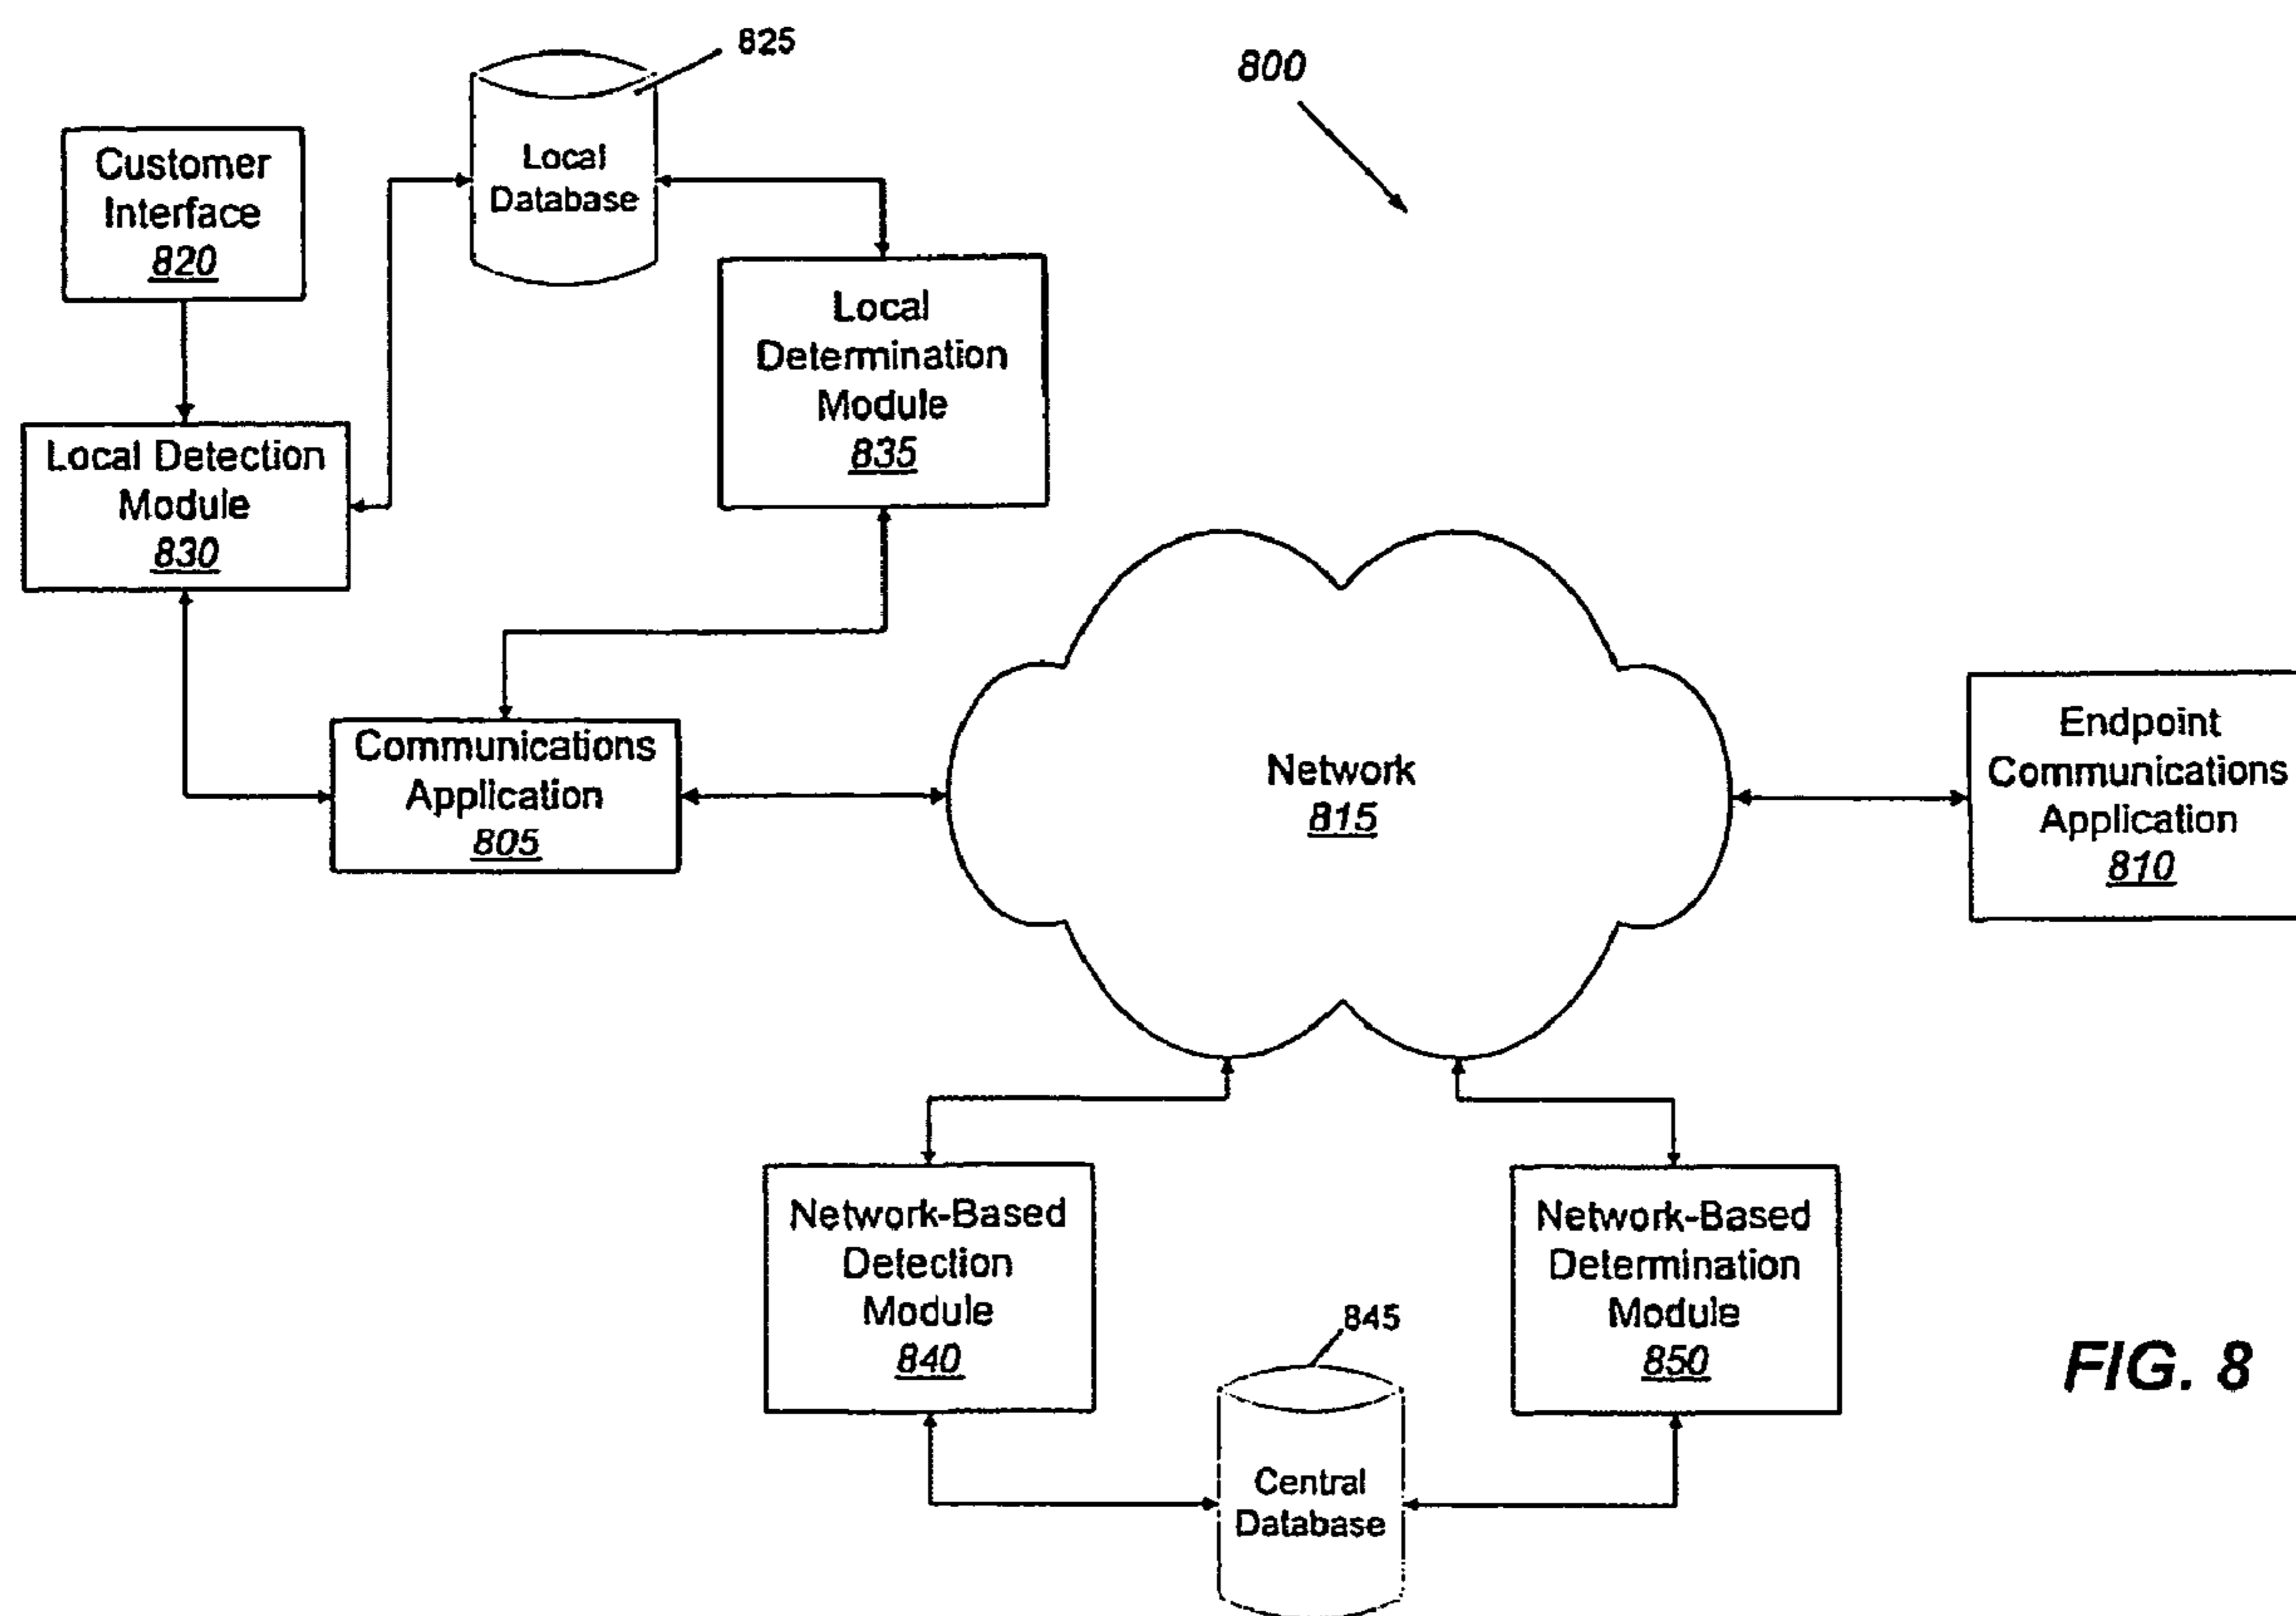 825
800
Customer
Interface
820
Local
Database
Local
Determination
Module
835
Local Detection
Module
830
Communications
Application
805
Network
815
Endpoint
Communications
Application
810
Network-Based
Detection
Module
840
Network-Based
Determination
Module
850
845
Central
Database
FIG. 8